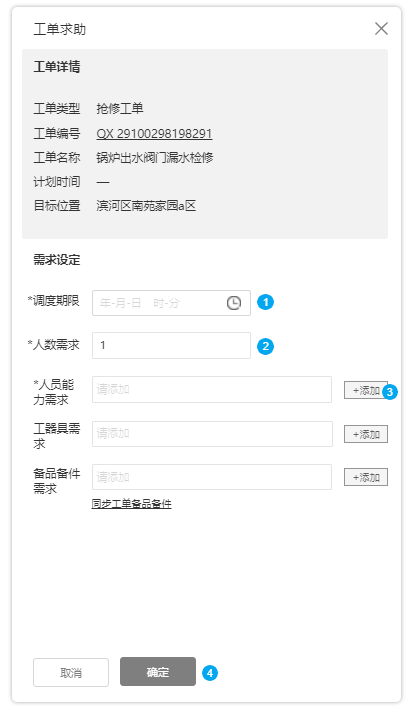 工单求助
工单详情
工单类型 抢修工单
工单编号 QX 29100298198291
工单名称 锅炉出水阀门漏水检修
计划时间 —
目标位置 滨河区南苑家园a区
需求设定
*调度期限 年-月-日 时-分 1
*人数需求 1 2
*人员能
力需求 请添加 +添加 3
工器具需
求 请添加 +添加
备品备件
需求 请添加 +添加
同步工单备品备件
取消 确定 4